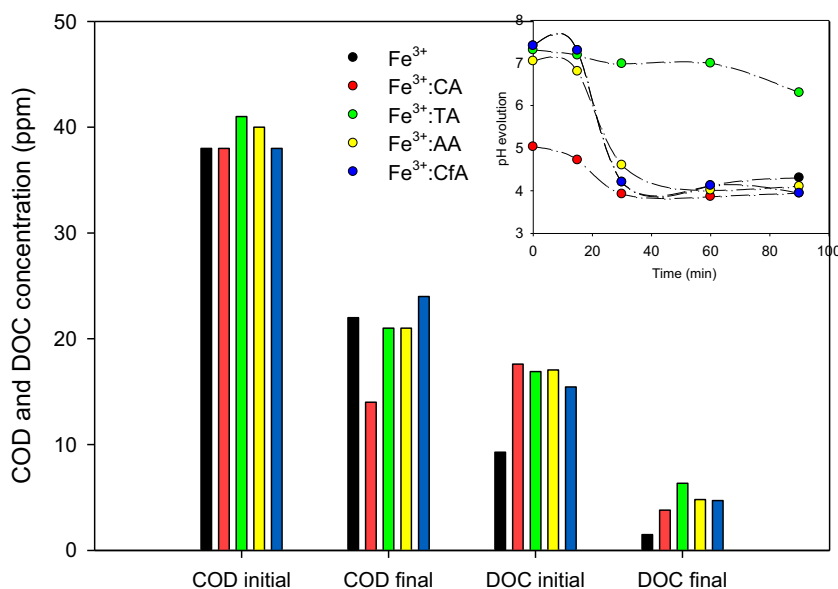 COD and DOC concentration (ppm)
50
40
30
20
10
0
COD initial
COD final
DOC initial
DOC final
Fe³⁺
Fe³⁺:CA
Fe³⁺:TA
Fe³⁺:AA
Fe³⁺:CfA
pH evolution
8
7
6
5
4
3
0 20 40 60 80 100
Time (min)